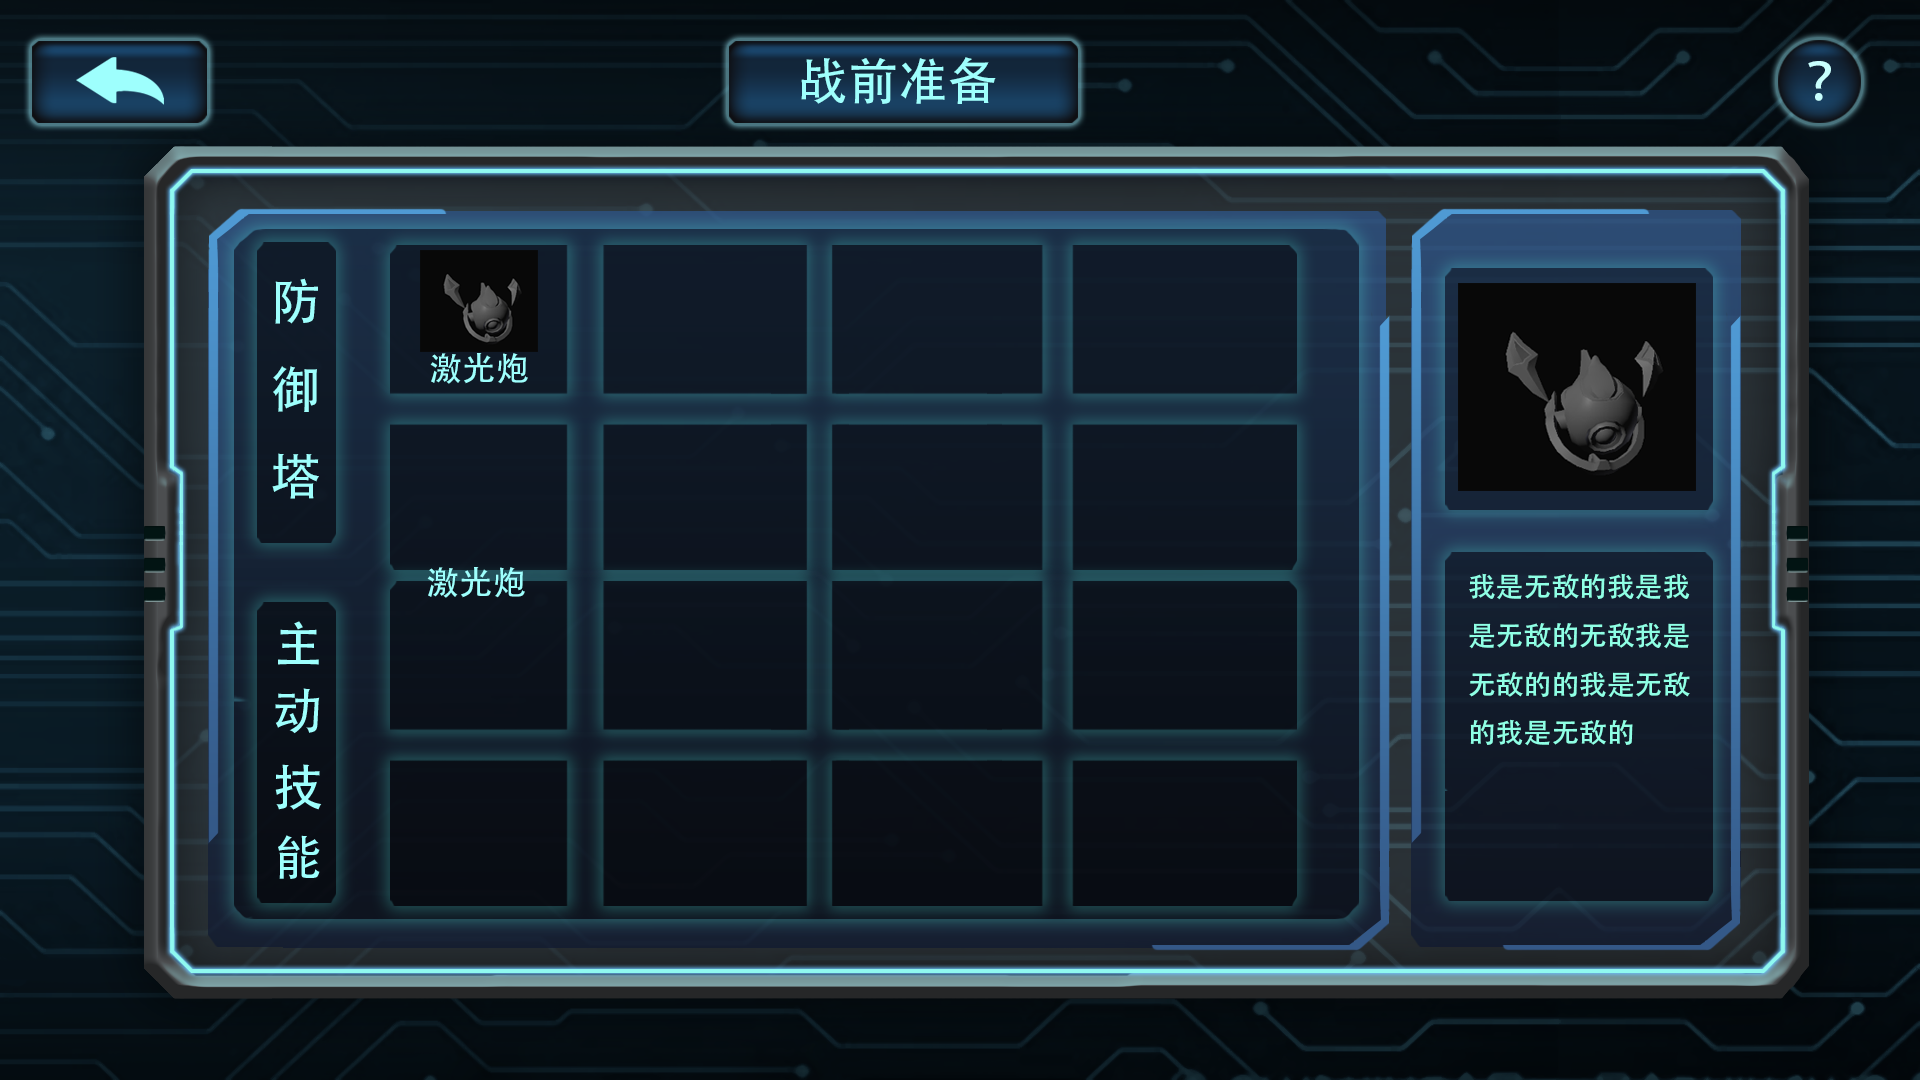 战前准备
?
防御塔
激光炮
激光炮
主动技能
我是无敌的我是我
是无敌的无敌我是
无敌的的我是无敌
的我是无敌的